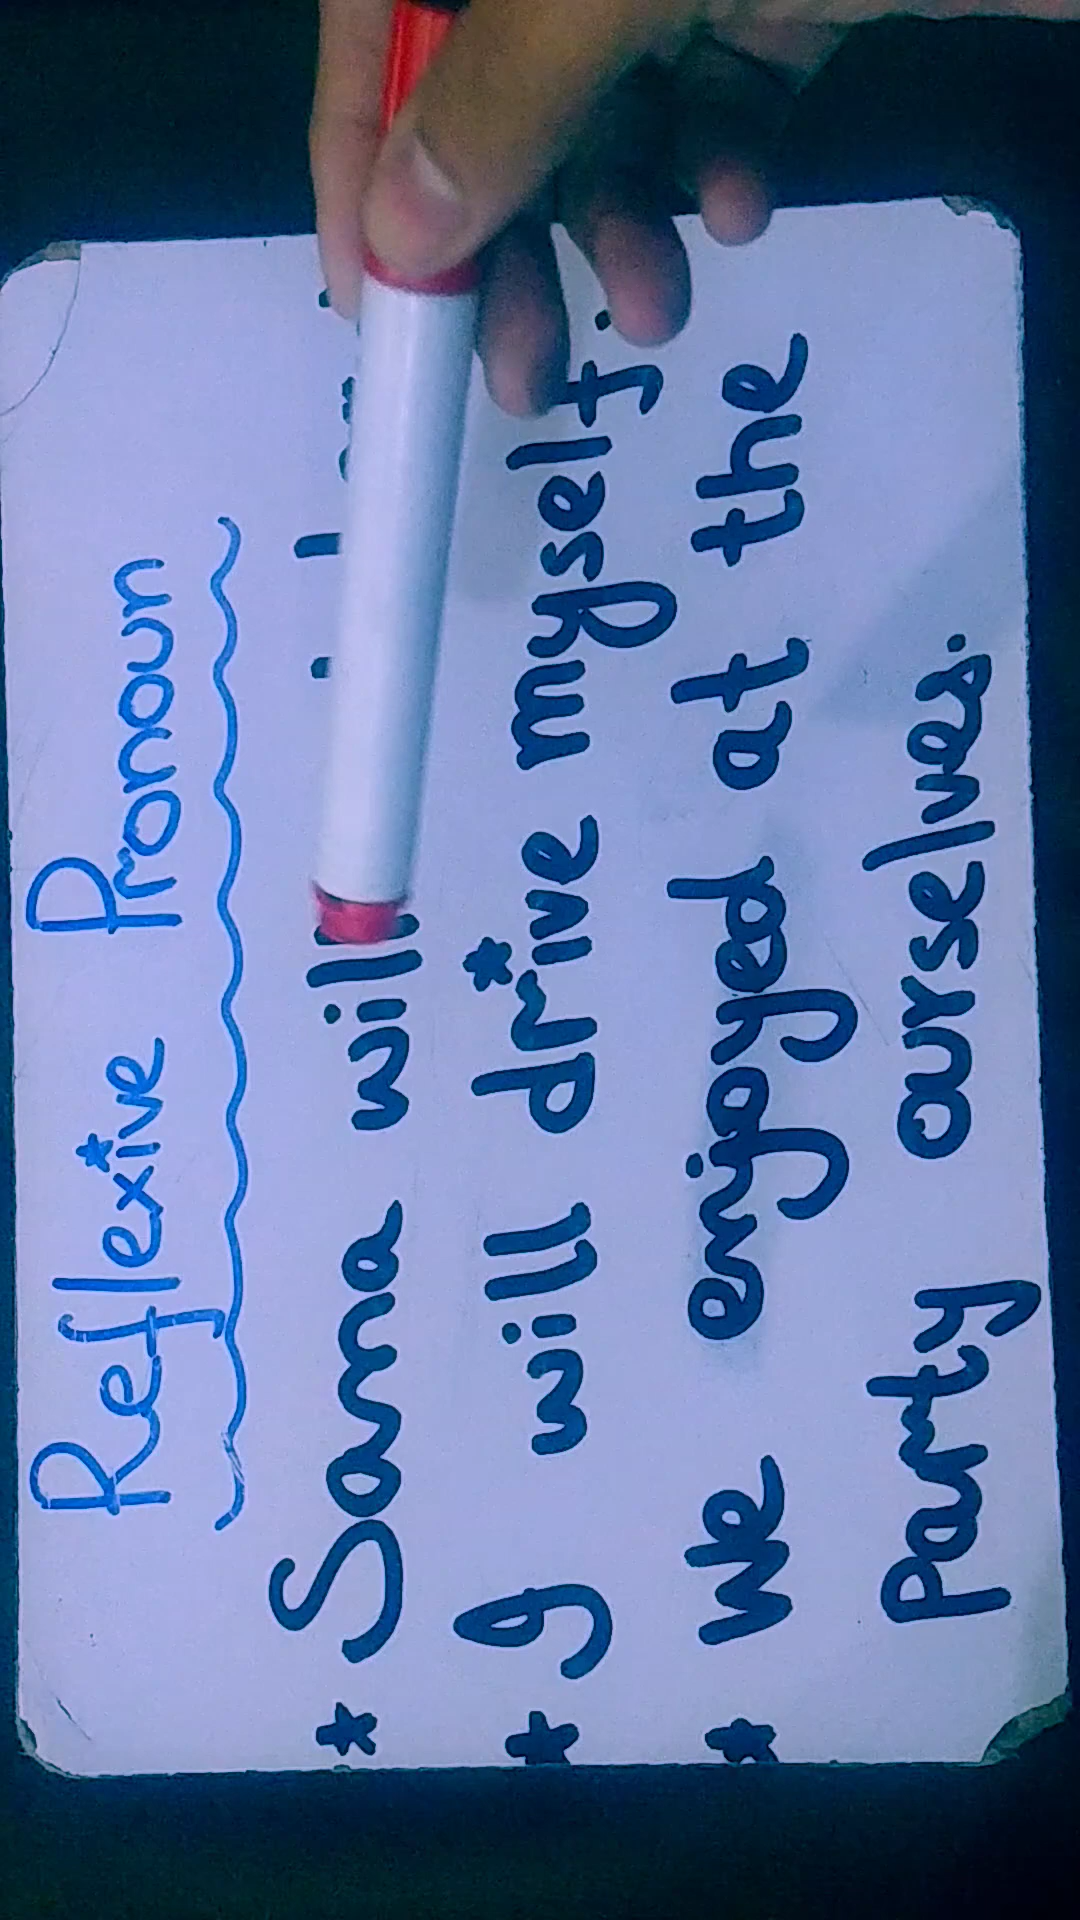 Reflexive Pronoun
* Sama will
* I will drive myself.
* We enjoyed at the
Party ourselves.